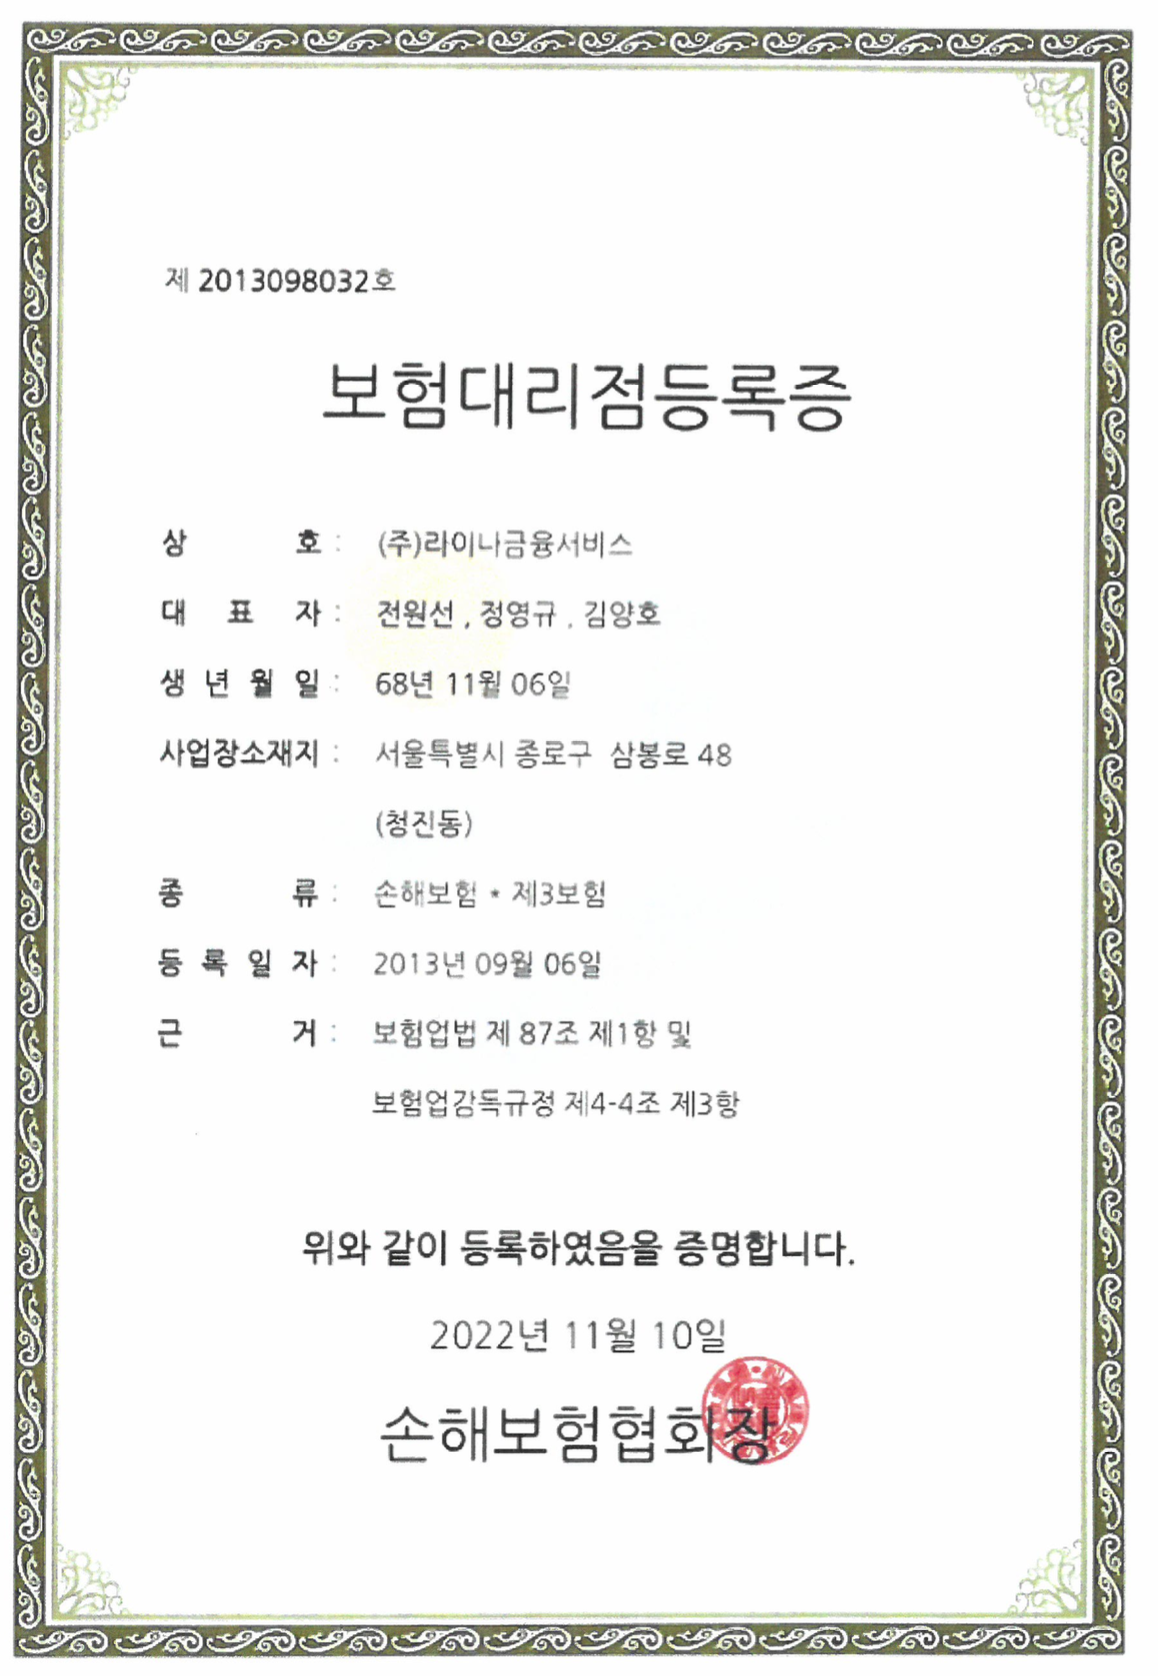 제 2013098032호
보험대리점등록증
상 호 : (주)라이나금융서비스
대 표 자 : 전원선 , 정영규 , 김양호
생 년 월 일 : 68년 11월 06일
사업장소재지 : 서울특별시 종로구 삼봉로 48
(청진동)
종 류 : 손해보험 * 제3보험
등 록 일 자 : 2013년 09월 06일
근 거 : 보험업법 제 87조 제1항 및
보험업감독규정 제4-4조 제3항
위와 같이 등록하였음을 증명합니다.
2022년 11월 10일
손해보험협회장